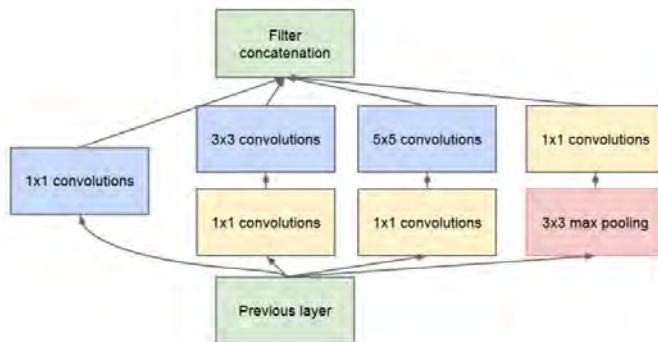 Filter
concatenation
3x3 convolutions
5x5 convolutions
1x1 convolutions
1x1 convolutions
1x1 convolutions
1x1 convolutions
3x3 max pooling
Previous layer